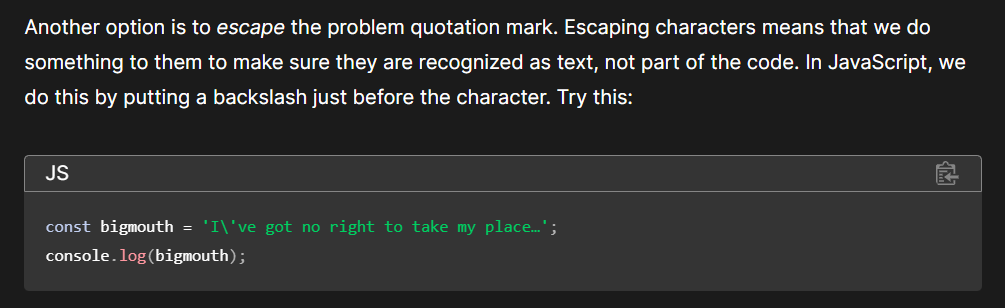 Another option is to escape the problem quotation mark. Escaping characters means that we do
something to them to make sure they are recognized as text, not part of the code. In JavaScript, we
do this by putting a backslash just before the character. Try this:
JS
const bigmouth = 'I\'ve got no right to take my place…';
console.log(bigmouth);